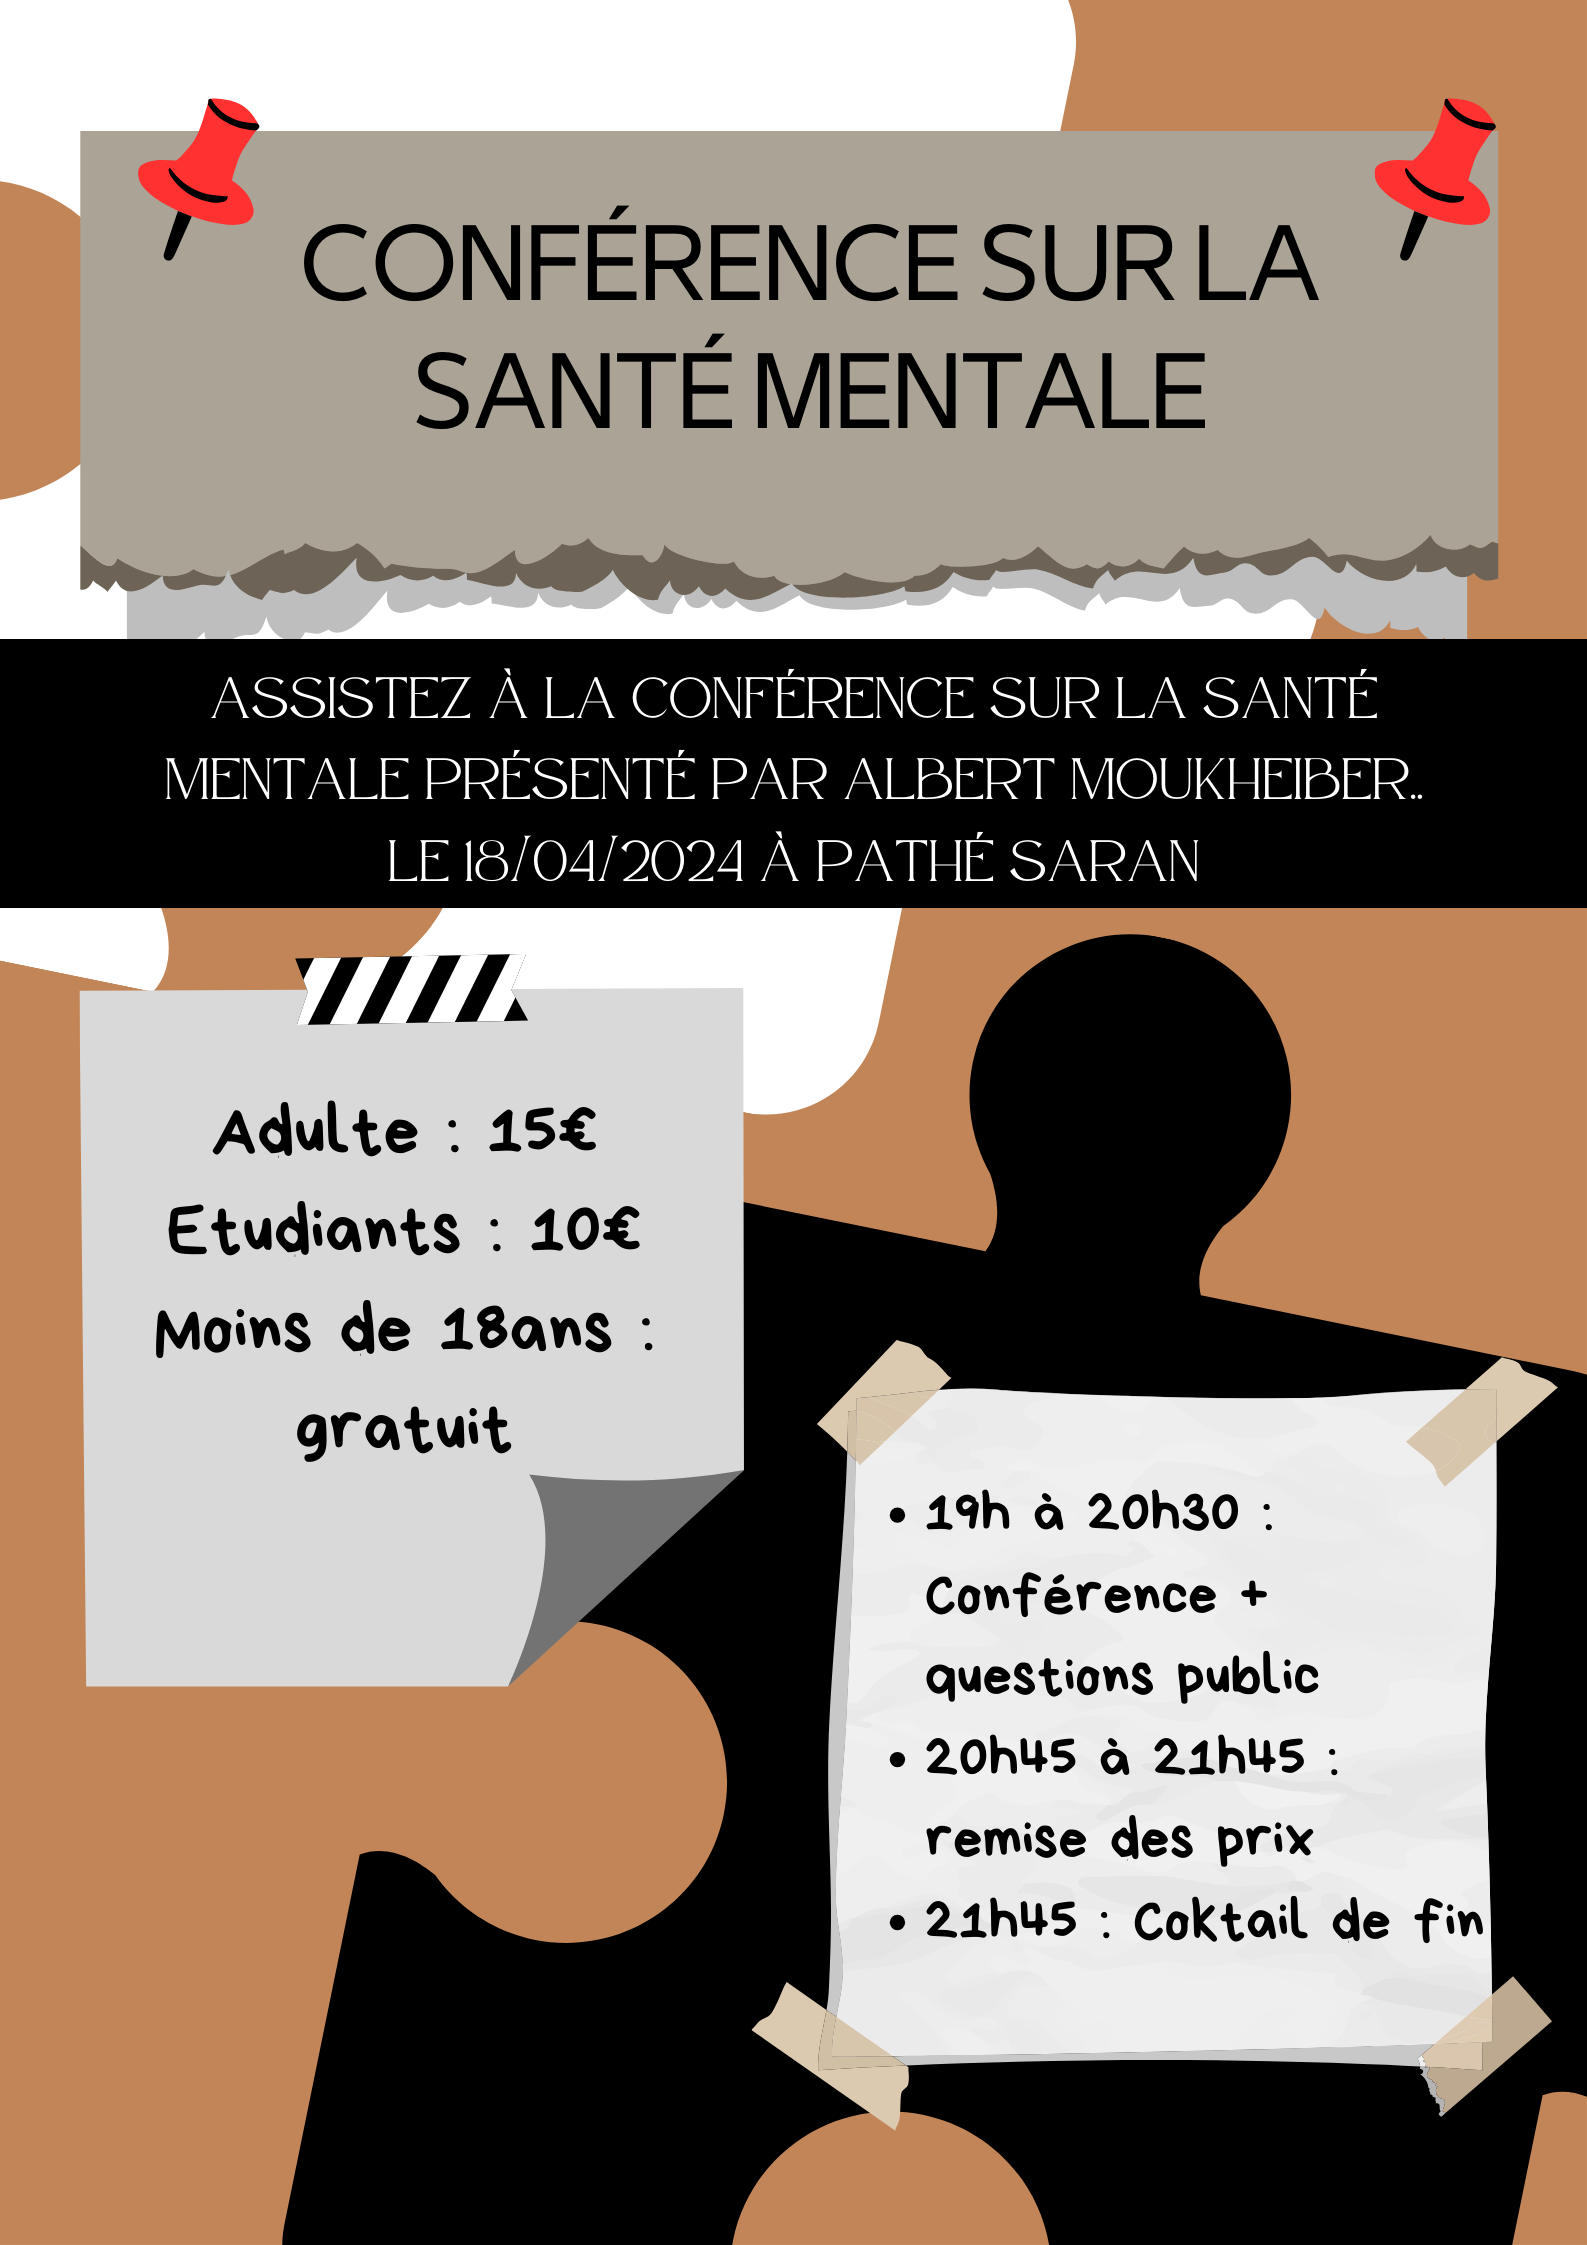 CONFÉRENCE SUR LA
SANTÉ MENTALE
ASSISTEZ À LA CONFÉRENCE SUR LA SANTÉ
MENTALE PRÉSENTÉ PAR ALBERT MOUKHEIBER..
LE 18/04/2024 À PATHÉ SARAN
Adulte : 15€
Etudiants : 10€
Moins de 18ans :
gratuit
• 19h à 20h30 :
Conférence +
questions public
• 20h45 à 21h45 :
remise des prix
• 21h45 : Coktail de fin